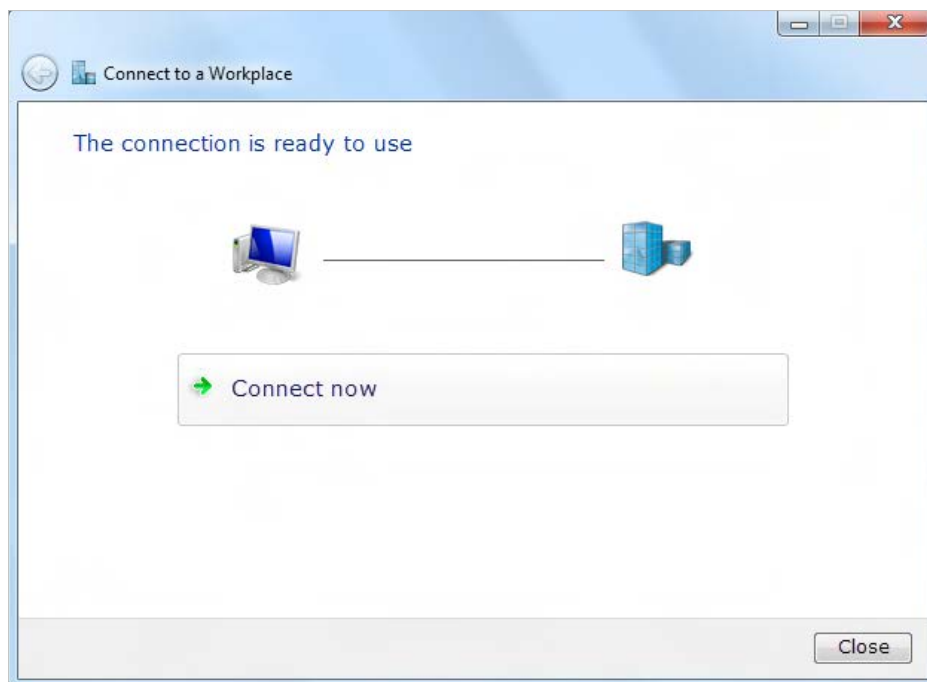 Connect to a Workplace
The connection is ready to use
Connect now
Close